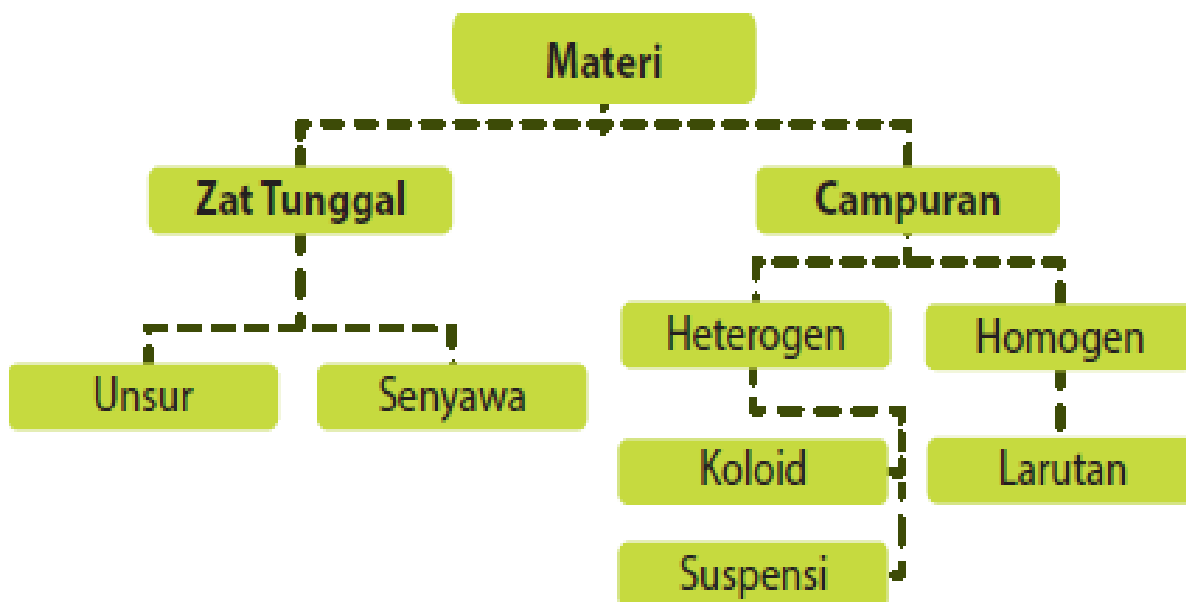 Materi
Zat Tunggal
Campuran
Unsur
Senyawa
Heterogen
Homogen
Koloid
Larutan
Suspensi